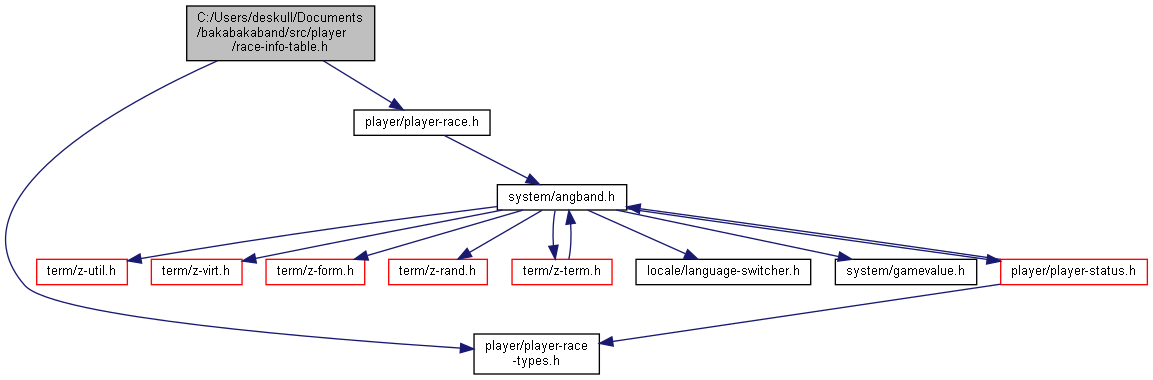 C:/Users/deskull/Documents
/bakabakaband/src/player
/race-info-table.h
player/player-race.h
system/angband.h
term/z-util.h
term/z-virt.h
term/z-form.h
term/z-rand.h
term/z-term.h
locale/language-switcher.h
system/gamevalue.h
player/player-status.h
player/player-race
-types.h